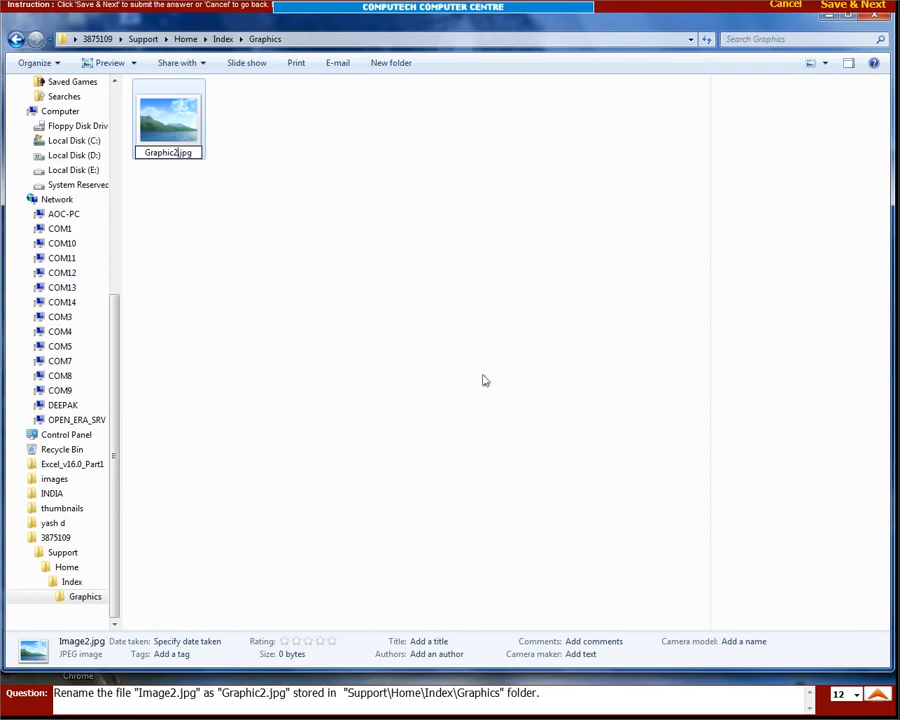 Instruction : Click 'Save & Next' to submit the answer or 'Cancel' to go back.
COMPUTECH COMPUTER CENTRE
Cancel
Save & Next
3875109 Support Home Index Graphics
Search Graphics
Organize Preview Share with Slide show Print E-mail New folder
Saved Games
Searches
Computer
Floppy Disk Driv
Local Disk (C:)
Local Disk (D:)
Local Disk (E:)
System Reserved
Network
AOC-PC
COM1
COM10
COM11
COM12
COM13
COM14
COM3
COM4
COM5
COM7
COM8
COM9
DEEPAK
OPEN_ERA_SRV
Control Panel
Recycle Bin
Excel_v16.0_Part1
images
INDIA
thumbnails
yash d
3875109
Support
Home
Index
Graphics
Graphic2.jpg
Image2.jpg Date taken: Specify date taken Rating: Title: Add a title Comments: Add comments Camera model: Add a name
JPEG image Tags: Add a tag Size: 0 bytes Authors: Add an author Camera maker: Add text
Chrome
Question: Rename the file "Image2.jpg" as "Graphic2.jpg" stored in "Support\Home\Index\Graphics" folder.
12